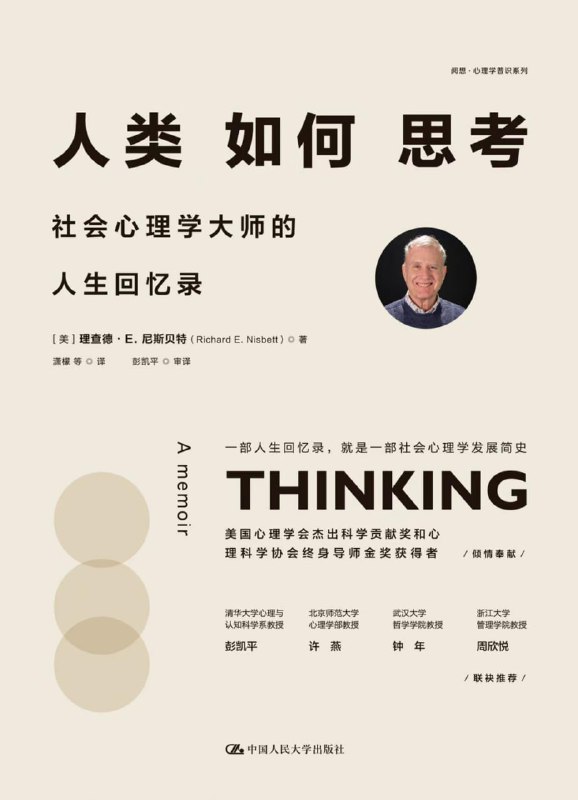 阅想·心理学普识系列
人类 如何 思考
社会心理学大师的
人生回忆录
[美] 理查德·E. 尼斯贝特(Richard E. Nisbett)◎ 著
潇檬 等 ◎ 译 彭凯平 ◎ 审译
A memoir
一部人生回忆录，就是一部社会心理学发展简史
THINKING
美国心理学会杰出科学贡献奖和心
理科学协会终身导师金奖获得者 / 倾情奉献 /
清华大学心理与
认知科学系教授
彭凯平
北京师范大学
心理学部教授
许 燕
武汉大学
哲学学院教授
钟 年
浙江大学
管理学院教授
周欣悦
/ 联袂推荐 /
中国人民大学出版社